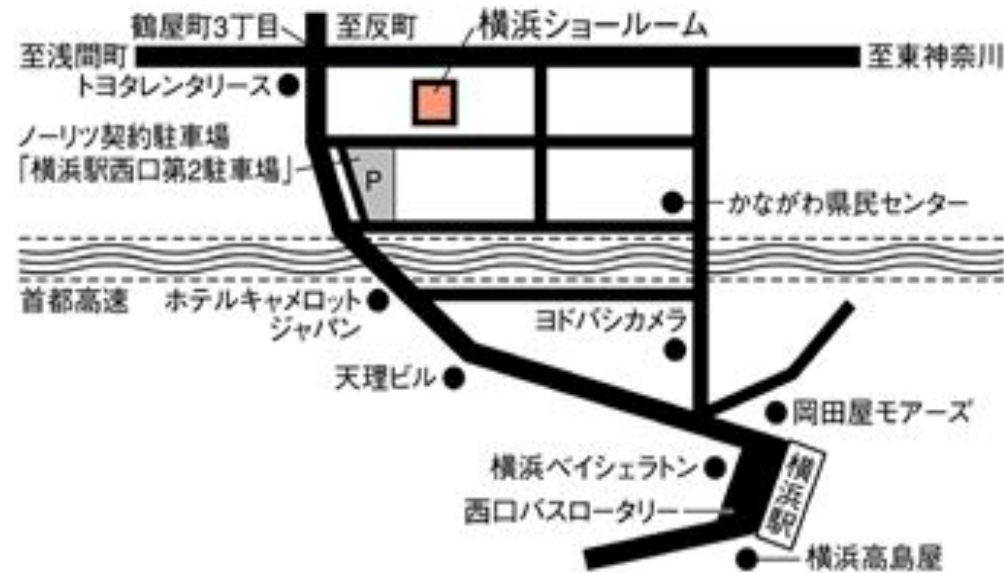 鶴屋町3丁目
至反町
横浜ショールーム
至浅間町
至東神奈川
トヨタレンタリース
ノーリツ契約駐車場
「横浜駅西口第2駐車場」
P
かながわ県民センター
首都高速
ホテルキャメロット
ジャパン
ヨドバシカメラ
天理ビル
岡田屋モアーズ
横浜ベイシェラトン
横浜駅
西口バスロータリー
横浜高島屋